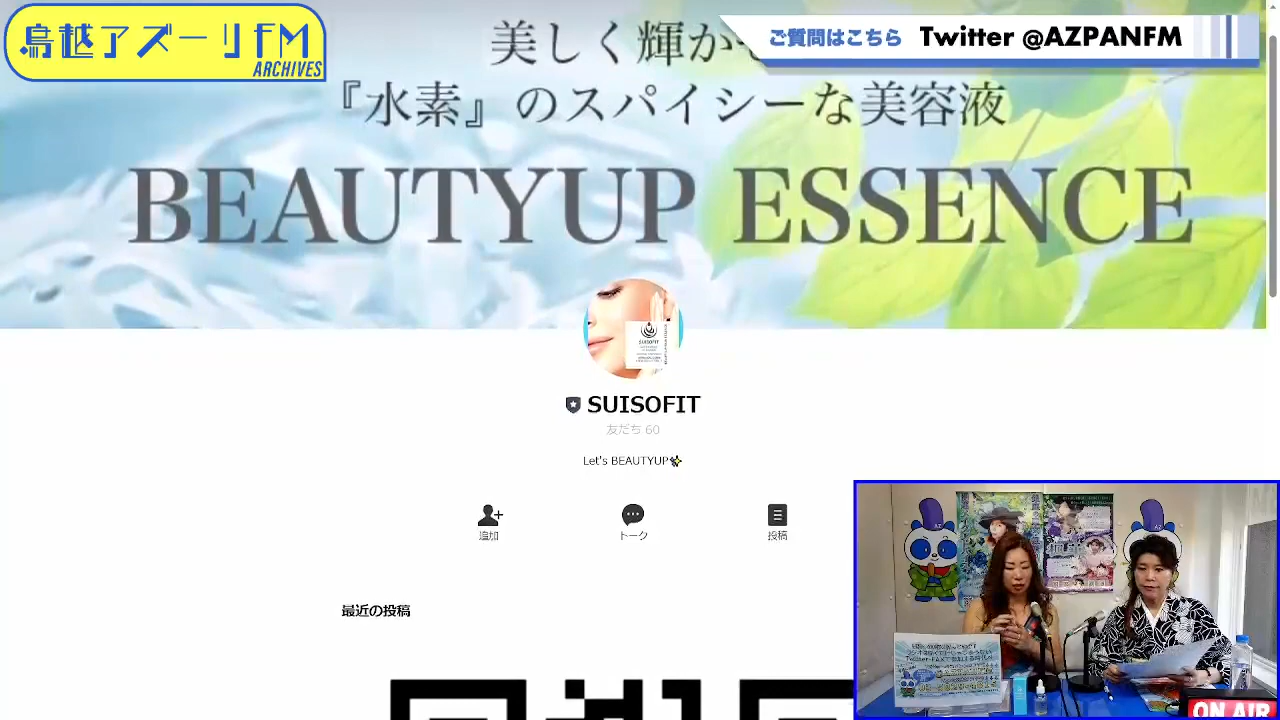 鳥越アズーリFM
ARCHIVES
ご質問はこちら Twitter @AZPANFM
美しく輝か
『水素』のスパイシーな美容液
BEAUTYUP ESSENCE
SUISOFIT
SUISOFIT
友だち 60
Let's BEAUTYUP✨
追加
トーク
投稿
最近の投稿
AZ
ON AIR